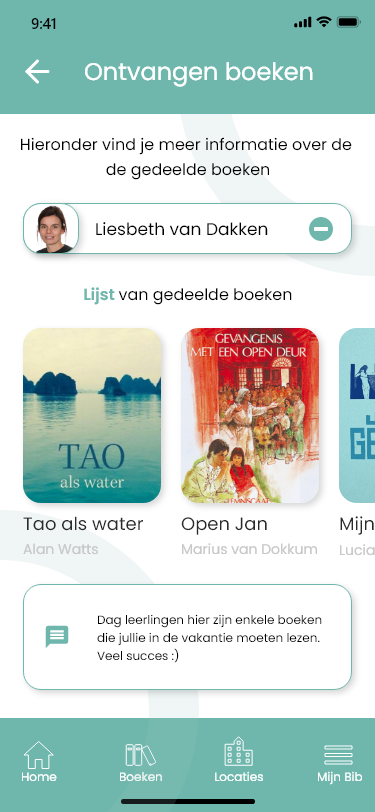 9:41
Ontvangen boeken
Hieronder vind je meer informatie over de
de gedeelde boeken
Liesbeth van Dakken
Lijst van gedeelde boeken
TAO
als water
GEVANGENIS
MET EEN OPEN DEUR
LEMNISCAAT
Tao als water
Open Jan
Mijn
Alan Watts
Marius van Dokkum
Lucia
Dag leerlingen hier zijn enkele boeken
die jullie in de vakantie moeten lezen.
Veel succes :)
Home
Boeken
Locaties
Mijn Bib